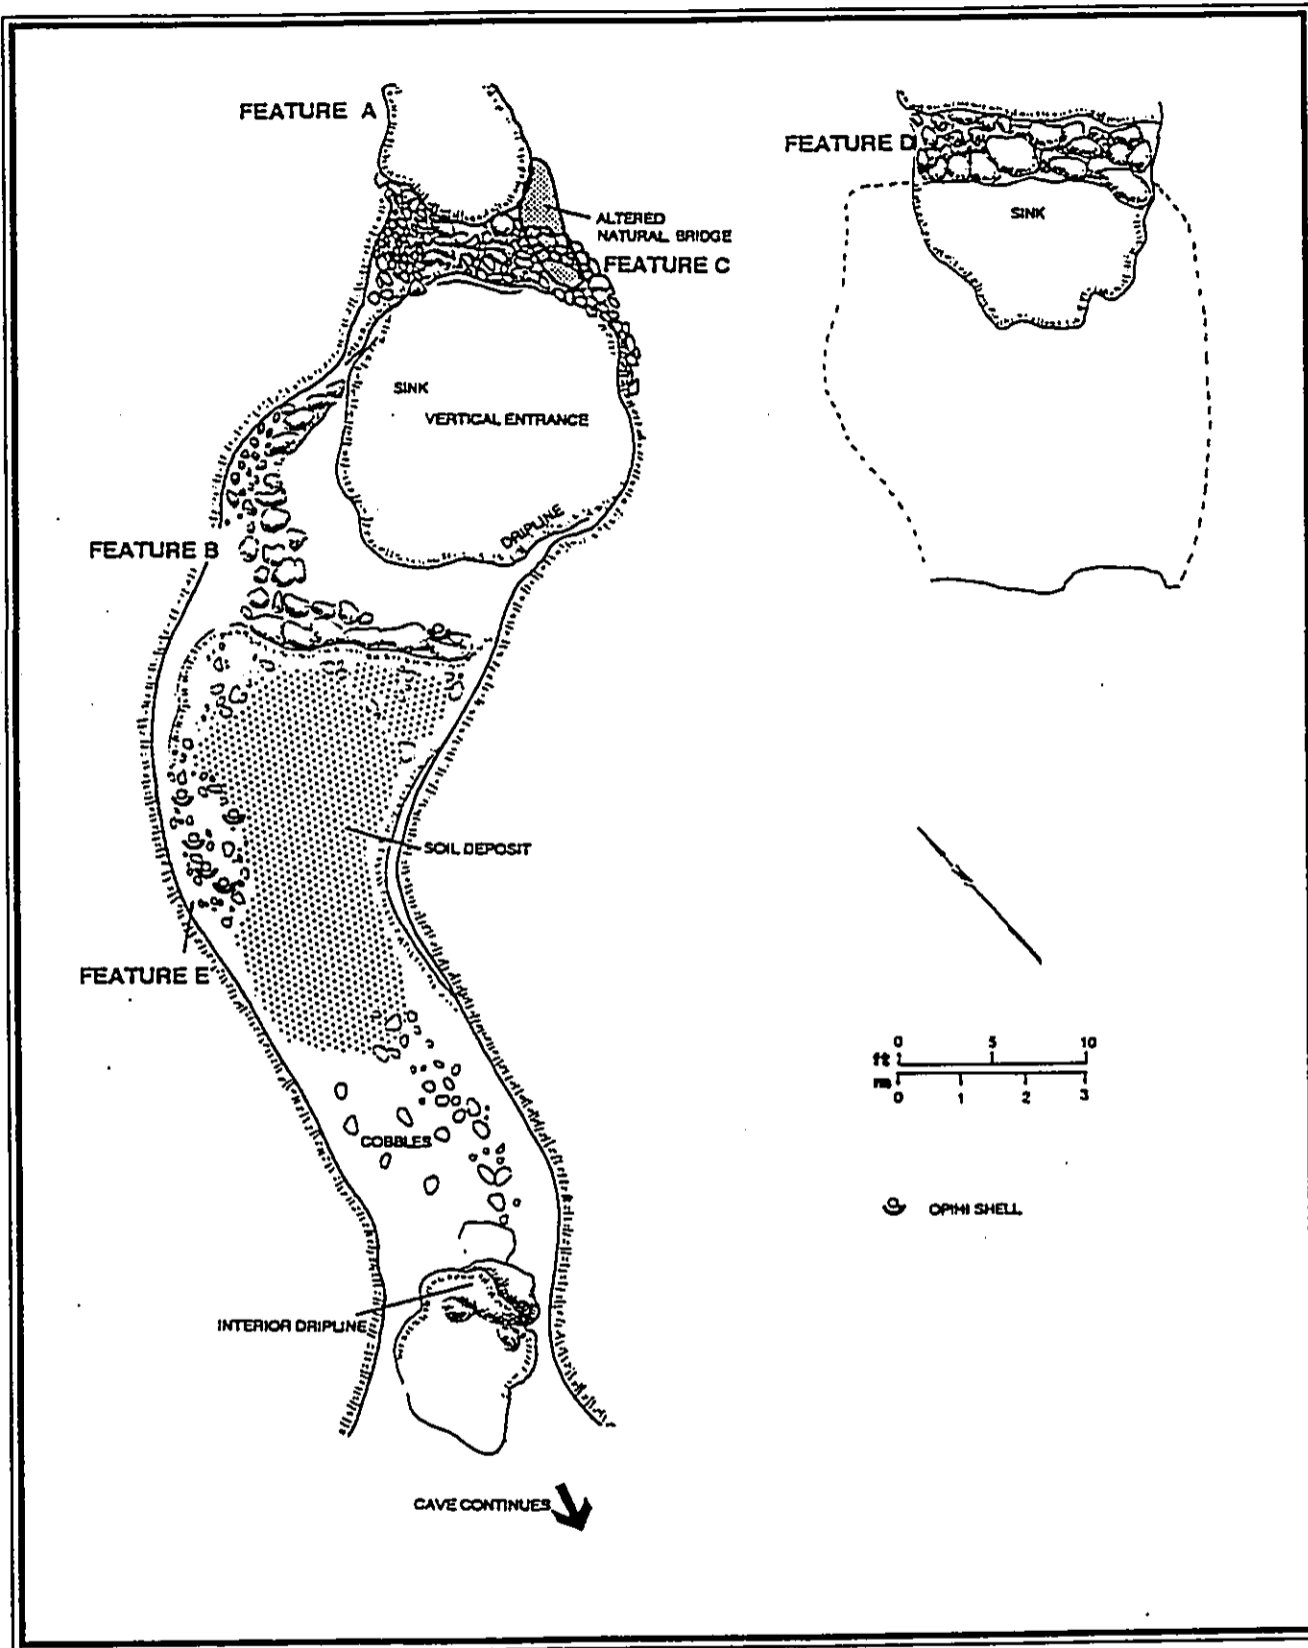 FEATURE A
FEATURE D
SINK
ALTERED
NATURAL BRIDGE
FEATURE C
SINK
VERTICAL ENTRANCE
DRIPLINE
FEATURE B
SOIL DEPOSIT
FEATURE E
ft 0 5 10
m 0 1 2 3
COBBLES
OPIHI SHELL
INTERIOR DRIPLINE
CAVE CONTINUES